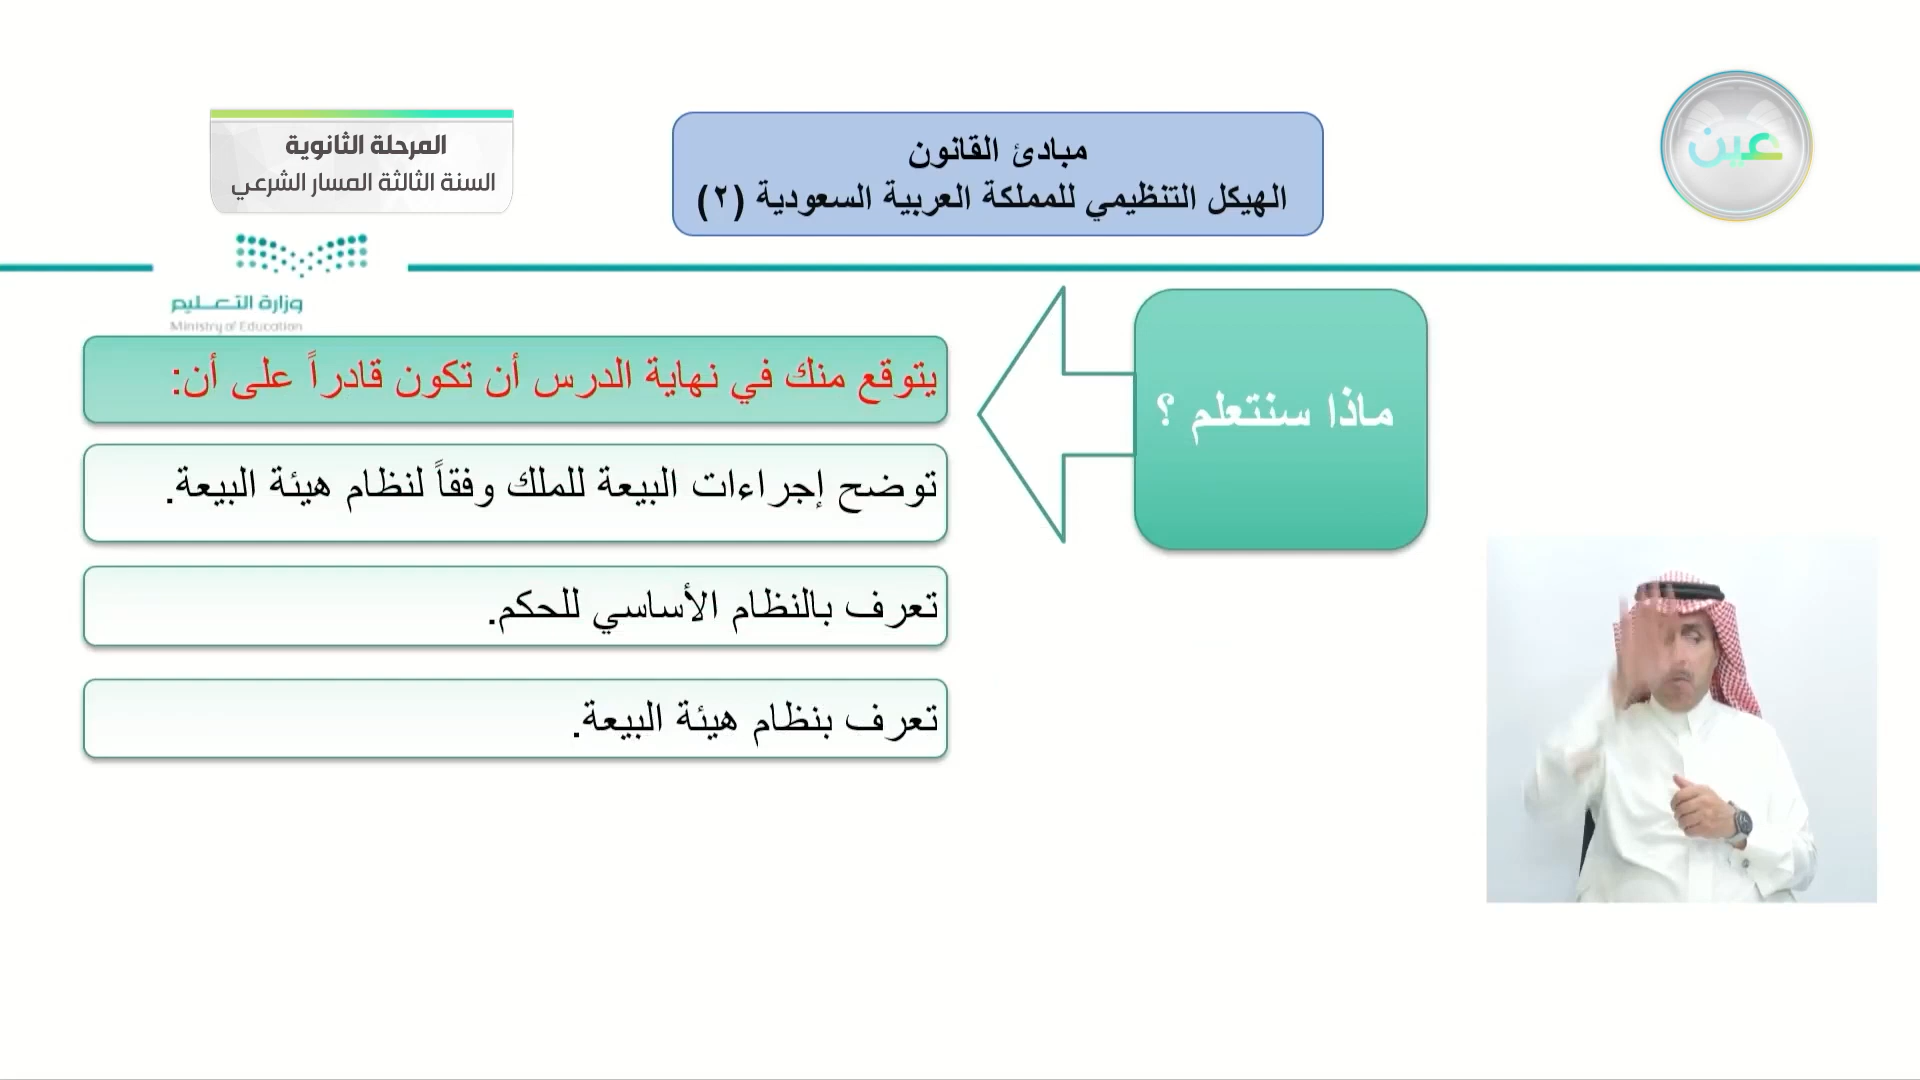 عين
مبادئ القانون
الهيكل التنظيمي للمملكة العربية السعودية (٢)
المرحلة الثانوية
السنة الثالثة المسار الشرعي
وزارة التعليم
Ministry of Education
ماذا سنتعلم ؟
يتوقع منك في نهاية الدرس أن تكون قادراً على أن:
توضح إجراءات البيعة للملك وفقاً لنظام هيئة البيعة.
تعرف بالنظام الأساسي للحكم.
تعرف بنظام هيئة البيعة.